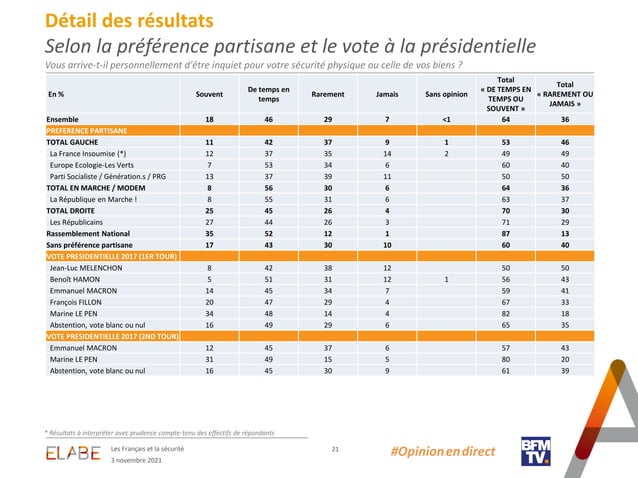 Détail des résultats
Selon la préférence partisane et le vote à la présidentielle
Vous arrive-t-il personnellement d'être inquiet pour votre sécurité physique ou celle de vos biens ?
En % Souvent De temps en temps Rarement Jamais Sans opinion Total « DE TEMPS EN TEMPS OU SOUVENT » Total « RAREMENT OU JAMAIS »
Ensemble 18 46 29 7 <1 64 36
PREFERENCE PARTISANE
TOTAL GAUCHE 11 42 37 9 1 53 46
La France Insoumise (*) 12 37 35 14 2 49 49
Europe Ecologie-Les Verts 7 53 34 6 60 40
Parti Socialiste / Génération.s / PRG 13 37 39 11 50 50
TOTAL EN MARCHE / MODEM 8 56 30 6 64 36
La République en Marche ! 8 55 31 6 63 37
TOTAL DROITE 25 45 26 4 70 30
Les Républicains 27 44 26 3 71 29
Rassemblement National 35 52 12 1 87 13
Sans préférence partisane 17 43 30 10 60 40
VOTE PRESIDENTIELLE 2017 (1ER TOUR)
Jean-Luc MELENCHON 8 42 38 12 50 50
Benoît HAMON 5 51 31 12 1 56 43
Emmanuel MACRON 14 45 34 7 59 41
François FILLON 20 47 29 4 67 33
Marine LE PEN 34 48 14 4 82 18
Abstention, vote blanc ou nul 16 49 29 6 65 35
VOTE PRESIDENTIELLE 2017 (2ND TOUR)
Emmanuel MACRON 12 45 37 6 57 43
Marine LE PEN 31 49 15 5 80 20
Abstention, vote blanc ou nul 16 45 30 9 61 39
* Résultats à interpréter avec prudence compte-tenu des effectifs de répondants
ELABE Les Français et la sécurité 21 #Opinion en direct BFM TV.
3 novembre 2021